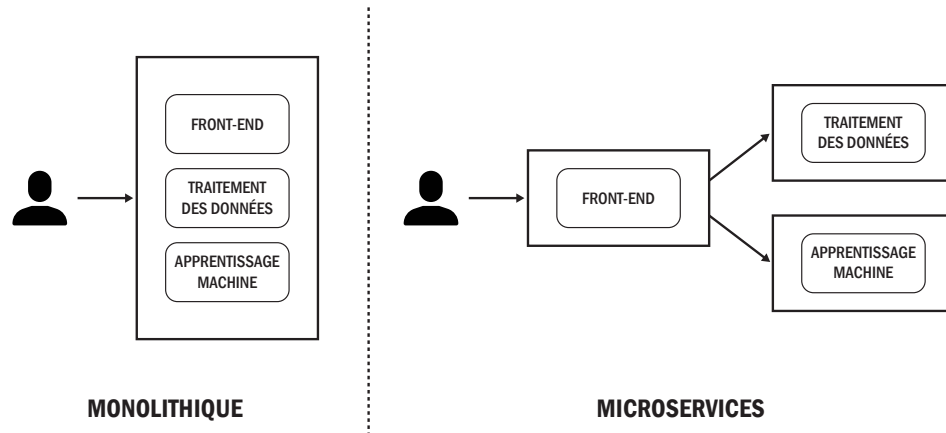 FRONT-END
TRAITEMENT
DES DONNÉES
APPRENTISSAGE
MACHINE
MONOLITHIQUE
FRONT-END
TRAITEMENT
DES DONNÉES
APPRENTISSAGE
MACHINE
MICROSERVICES